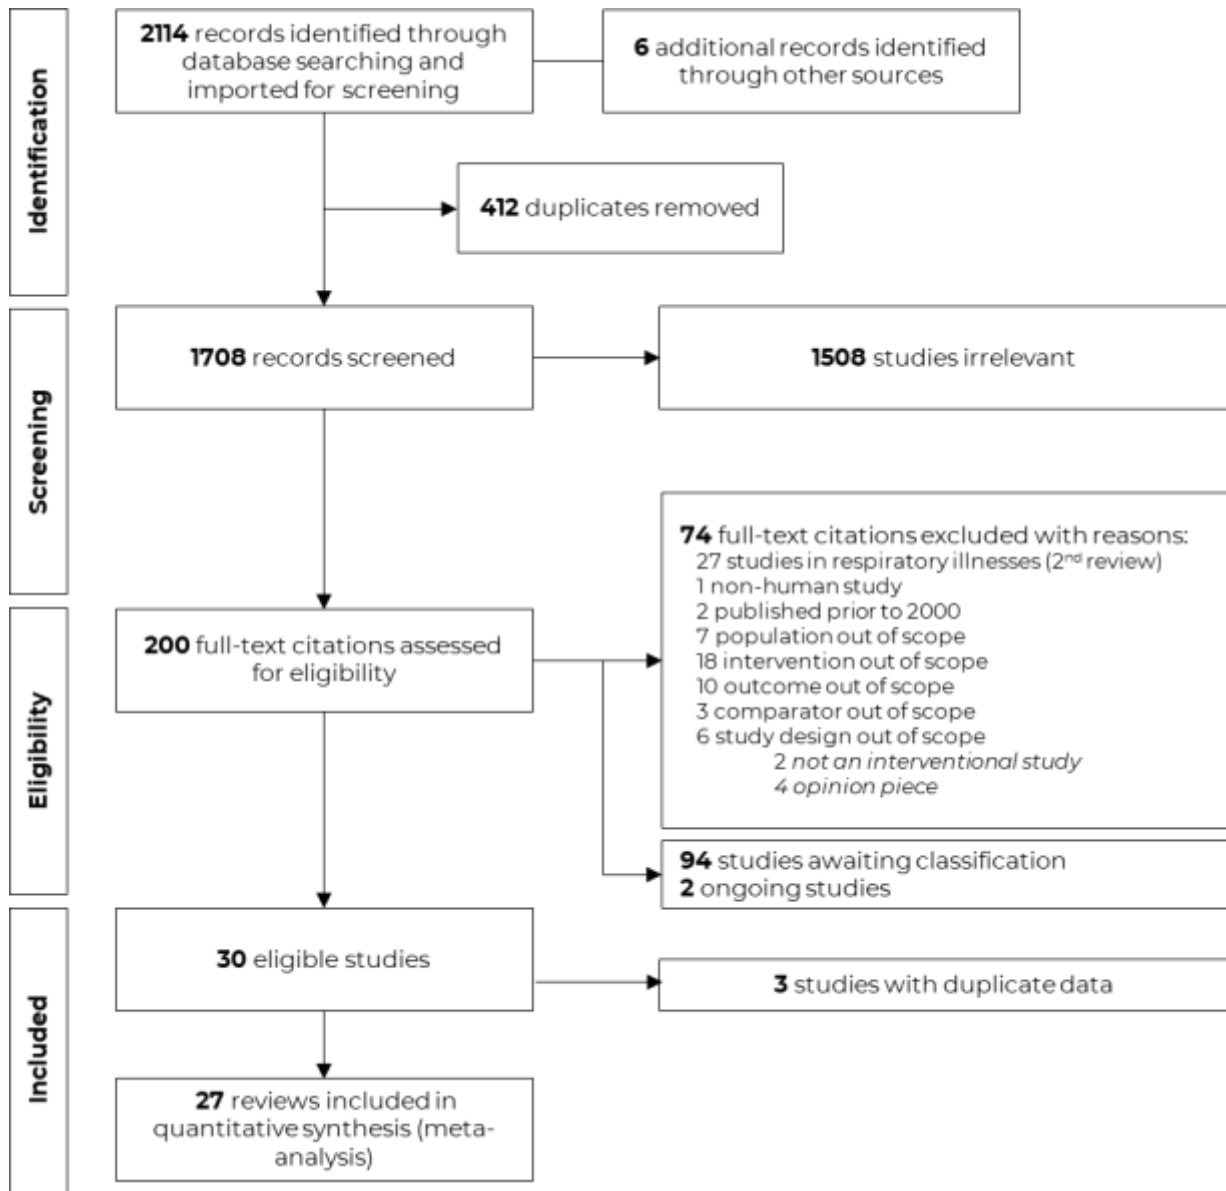 Identification
2114 records identified through
database searching and
imported for screening
6 additional records identified
through other sources
412 duplicates removed
Screening
1708 records screened
1508 studies irrelevant
Eligibility
200 full-text citations assessed
for eligibility
74 full-text citations excluded with reasons:
27 studies in respiratory illnesses (2nd review)
1 non-human study
2 published prior to 2000
7 population out of scope
18 intervention out of scope
10 outcome out of scope
3 comparator out of scope
6 study design out of scope
2 not an interventional study
4 opinion piece
94 studies awaiting classification
2 ongoing studies
Included
30 eligible studies
3 studies with duplicate data
27 reviews included in
quantitative synthesis (meta-
analysis)